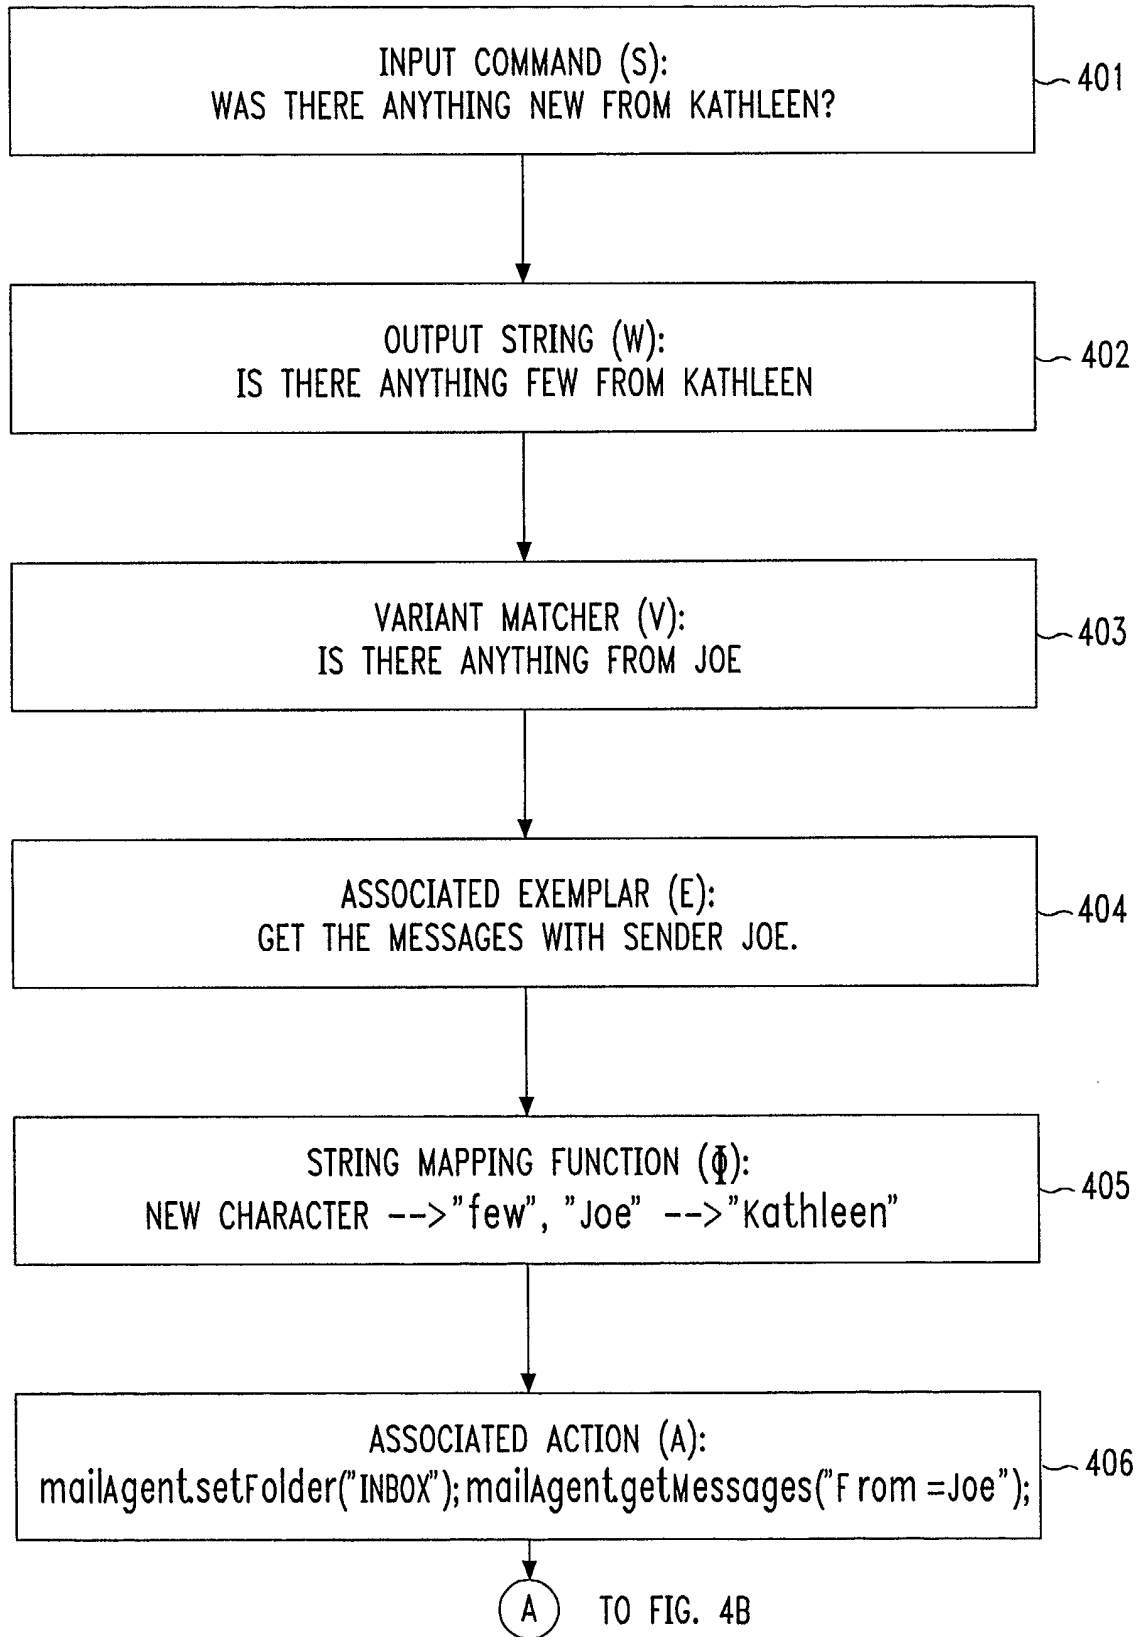 INPUT COMMAND (S):
WAS THERE ANYTHING NEW FROM KATHLEEN?
401
OUTPUT STRING (W):
IS THERE ANYTHING FEW FROM KATHLEEN
402
VARIANT MATCHER (V):
IS THERE ANYTHING FROM JOE
403
ASSOCIATED EXEMPLAR (E):
GET THE MESSAGES WITH SENDER JOE.
404
STRING MAPPING FUNCTION (Φ):
NEW CHARACTER -->"few", "Joe" -->"Kathleen"
405
ASSOCIATED ACTION (A):
mailAgent.setFolder("INBOX"); mailAgent.getMessages("F rom =Joe");
406
A TO FIG. 4B